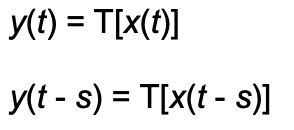 y(t) = T[x(t)]
y(t - s) = T[x(t - s)]